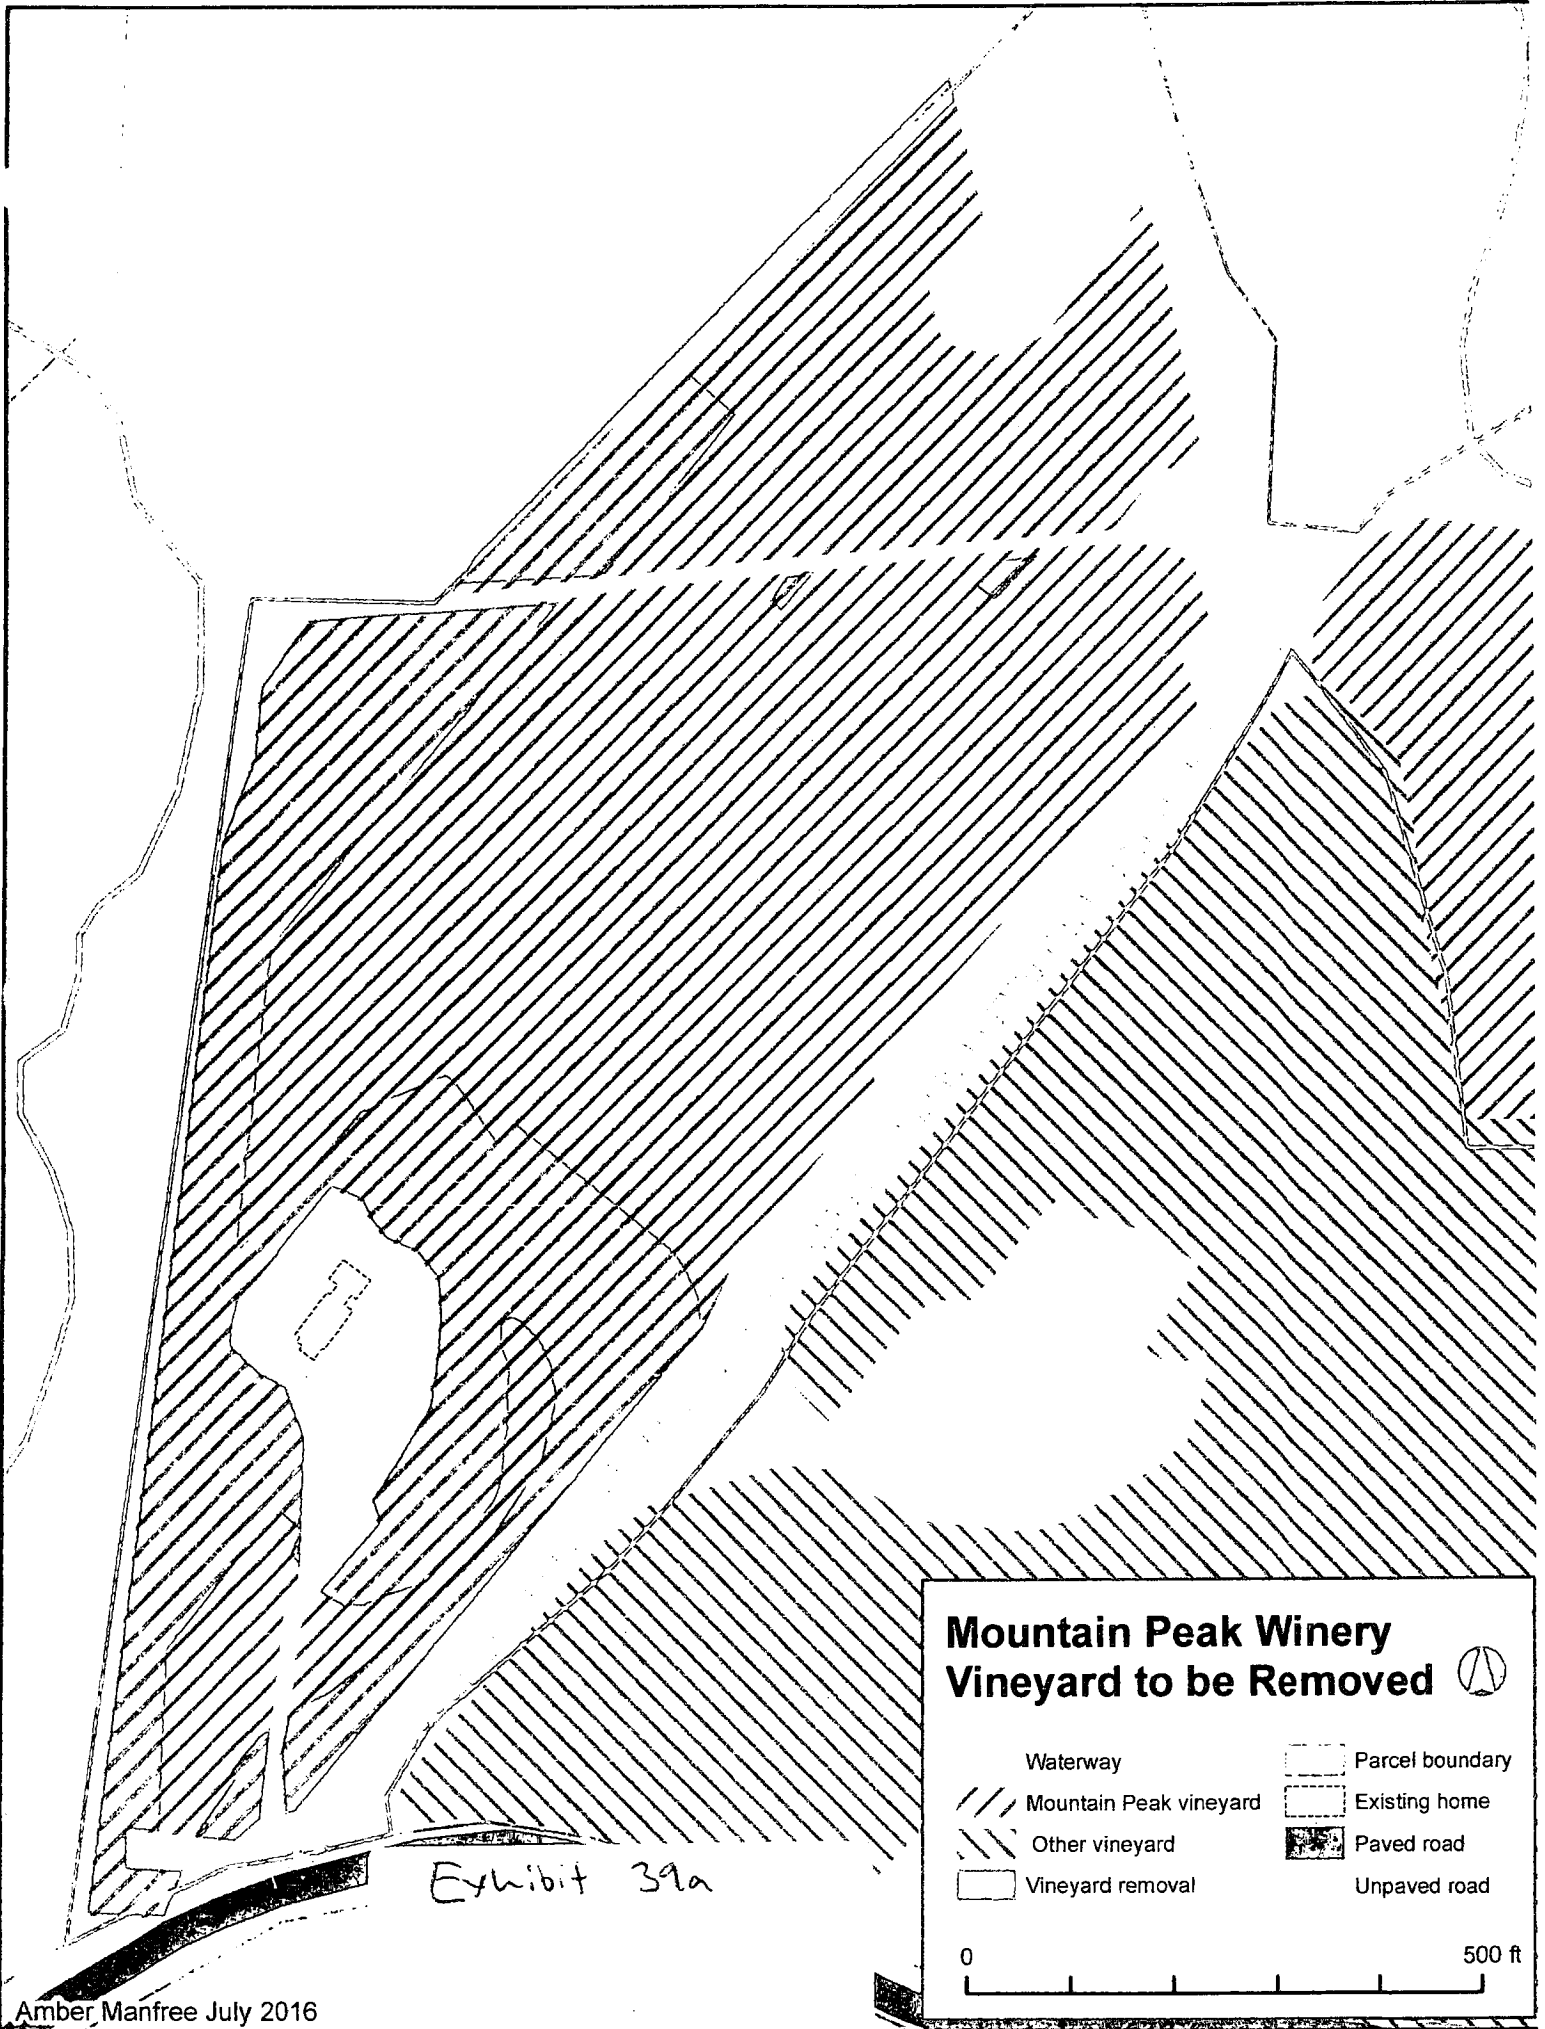 Mountain Peak Winery
Vineyard to be Removed
Waterway
Mountain Peak vineyard
Other vineyard
Vineyard removal
Parcel boundary
Existing home
Paved road
Unpaved road
0 500 ft
Exhibit 39a
Amber Manfree July 2016